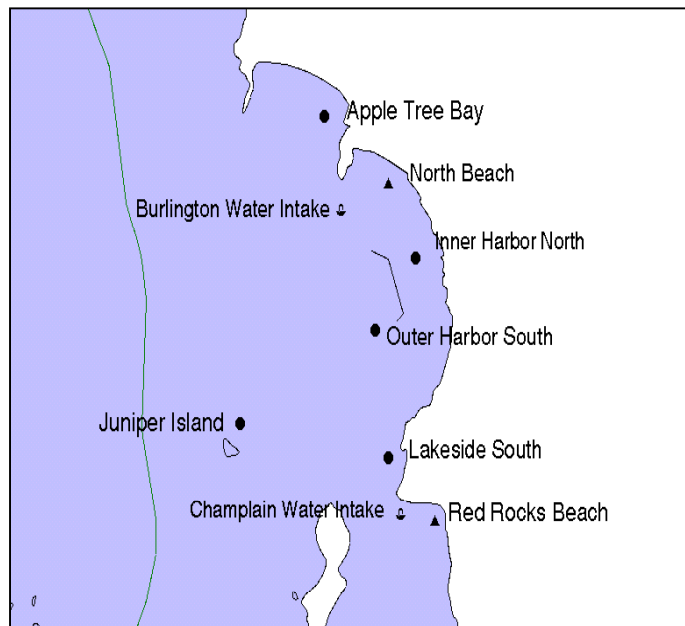 Apple Tree Bay
North Beach
Burlington Water Intake
Inner Harbor North
Outer Harbor South
Juniper Island
Lakeside South
Champlain Water Intake
Red Rocks Beach